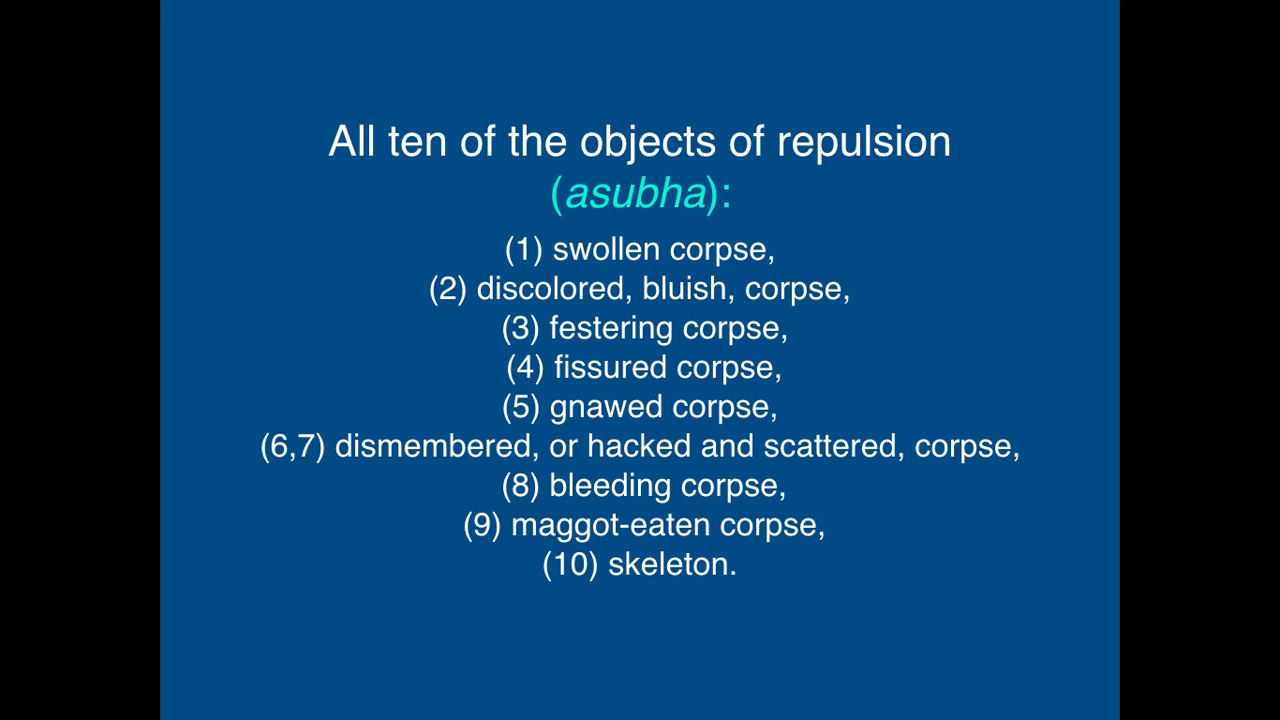 All ten of the objects of repulsion
(asubha):
(1) swollen corpse,
(2) discolored, bluish, corpse,
(3) festering corpse,
(4) fissured corpse,
(5) gnawed corpse,
(6,7) dismembered, or hacked and scattered, corpse,
(8) bleeding corpse,
(9) maggot-eaten corpse,
(10) skeleton.